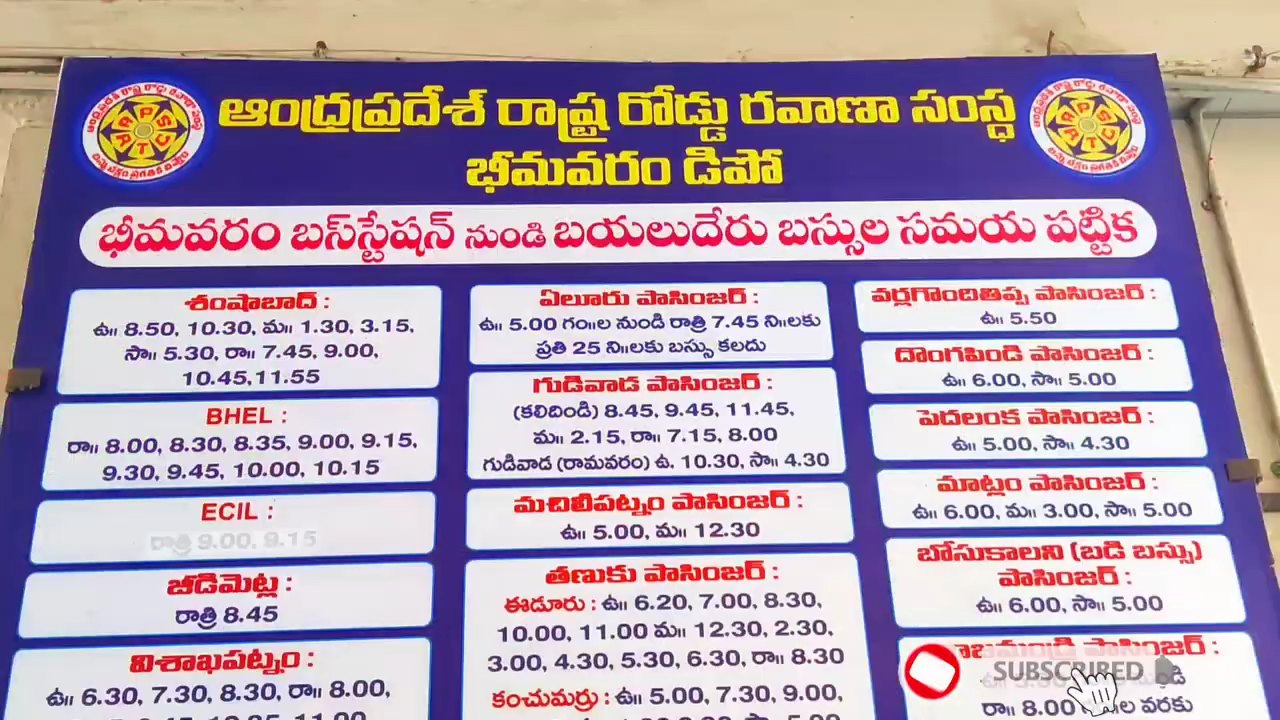 ఆంధ్రప్రదేశ్ రాష్ట్ర రోడ్డు రవాణా సంస్థ
భీమవరం డిపో
భీమవరం బస్‌స్టేషన్ నుండి బయలుదేరు బస్సుల సమయ పట్టిక
శంషాబాద్ :
ఉ॥ 8.50, 10.30, మ॥ 1.30, 3.15,
సా॥ 5.30, రా॥ 7.45, 9.00,
10.45,11.55
BHEL :
రా॥ 8.00, 8.30, 8.35, 9.00, 9.15,
9.30, 9.45, 10.00, 10.15
ECIL :
రాత్రి 9.00, 9.15
జీడిమెట్ల :
రాత్రి 8.45
విశాఖపట్నం :
ఉ॥ 6.30, 7.30, 8.30, రా॥ 8.00,
ఏలూరు పాసింజర్ :
ఉ॥ 5.00 గం॥ల నుండి రాత్రి 7.45 ని॥లకు
ప్రతి 25 ని॥లకు బస్సు కలదు
గుడివాడ పాసింజర్ :
(కలిదిండి) 8.45, 9.45, 11.45,
మ॥ 2.15, రా॥ 7.15, 8.00
గుడివాడ (రామవరం) ఉ. 10.30, సా॥ 4.30
మచిలీపట్నం పాసింజర్ :
ఉ॥ 5.00, మ॥ 12.30
తణుకు పాసింజర్ :
ఈడూరు : ఉ॥ 6.20, 7.00, 8.30,
10.00, 11.00 మ॥ 12.30, 2.30,
3.00, 4.30, 5.30, 6.30, రా॥ 8.30
కంచుమర్రు : ఉ॥ 5.00, 7.30, 9.00,
వర్లగొందితిప్ప పాసింజర్ :
ఉ॥ 5.50
దొంగపిండి పాసింజర్ :
ఉ॥ 6.00, సా॥ 5.00
పెదలంక పాసింజర్ :
ఉ॥ 5.00, సా॥ 4.30
మాట్లం పాసింజర్ :
ఉ॥ 6.00, మ॥ 3.00, సా॥ 5.00
బోసుకాలని (బడి బస్సు)
పాసింజర్ :
ఉ॥ 6.00, సా॥ 5.00
పాసింజర్ :
రా॥ 8.00 వరకు
SUBSCRIBED